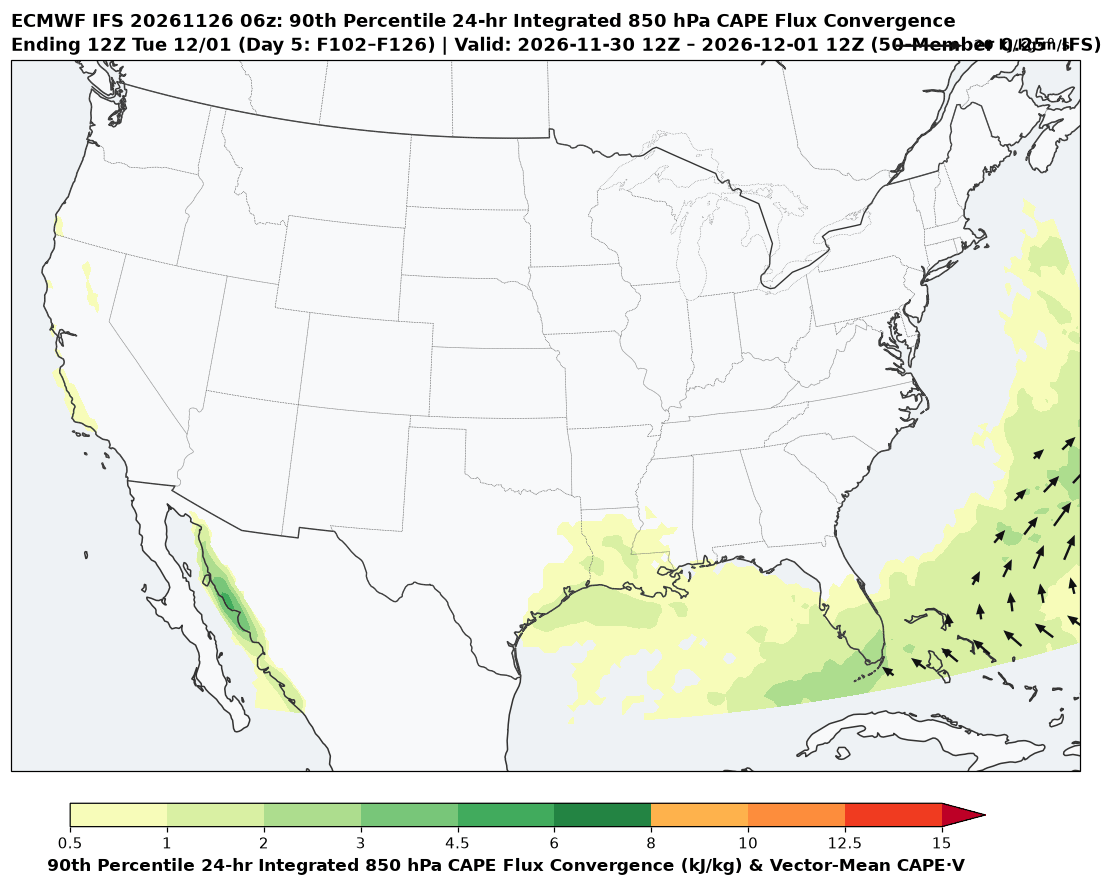 ECMWF IFS 20261126 06z: 90th Percentile 24-hr Integrated 850 hPa CAPE Flux Convergence
Ending 12Z Tue 12/01 (Day 5: F102–F126) | Valid: 2026-11-30 12Z – 2026-12-01 12Z (50-Member 0.25° IFS)
0.5 1 2 3 4.5 6 8 10 12.5 15
90th Percentile 24-hr Integrated 850 hPa CAPE Flux Convergence (kJ/kg) & Vector-Mean CAPE·V